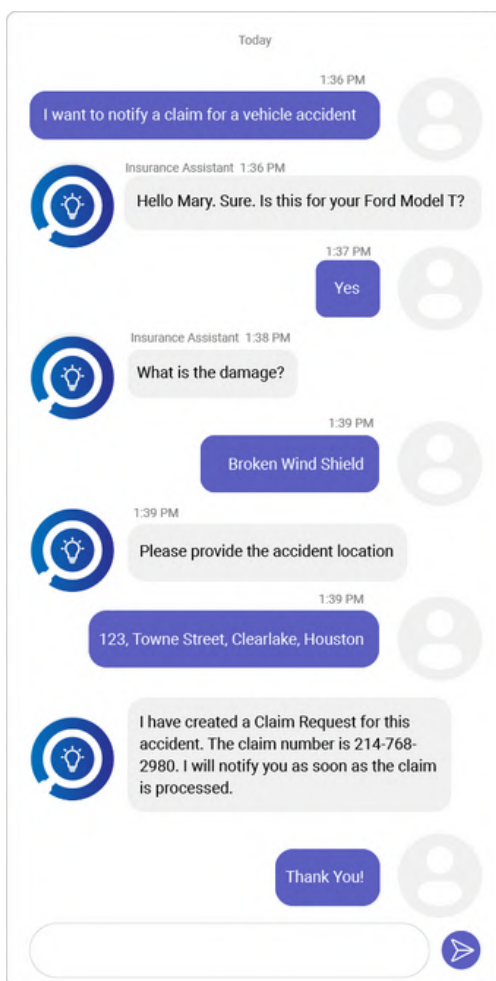 Today
1:36 PM
I want to notify a claim for a vehicle accident
Insurance Assistant 1:36 PM
Hello Mary. Sure. Is this for your Ford Model T?
1:37 PM
Yes
Insurance Assistant 1:38 PM
What is the damage?
1:39 PM
Broken Wind Shield
1:39 PM
Please provide the accident location
1:39 PM
123, Towne Street, Clearlake, Houston
I have created a Claim Request for this
accident. The claim number is 214-768-
2980. I will notify you as soon as the claim
is processed.
Thank You!